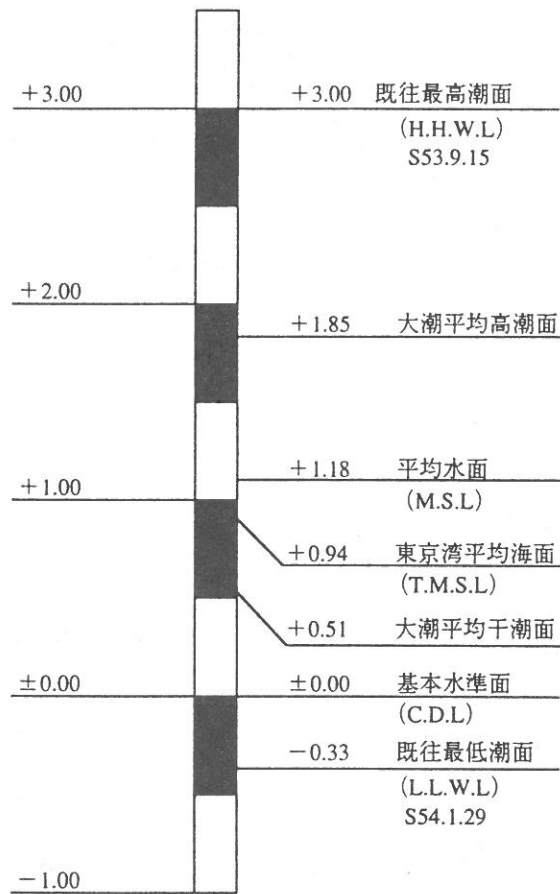 +3.00
+3.00 既往最高潮面
(H.H.W.L)
S53.9.15
+2.00
+1.85 大潮平均高潮面
+1.18 平均水面
+1.00
(M.S.L)
+0.94 東京湾平均海面
(T.M.S.L)
+0.51 大潮平均干潮面
±0.00
±0.00 基本水準面
(C.D.L)
−0.33 既往最低潮面
(L.L.W.L)
S54.1.29
−1.00